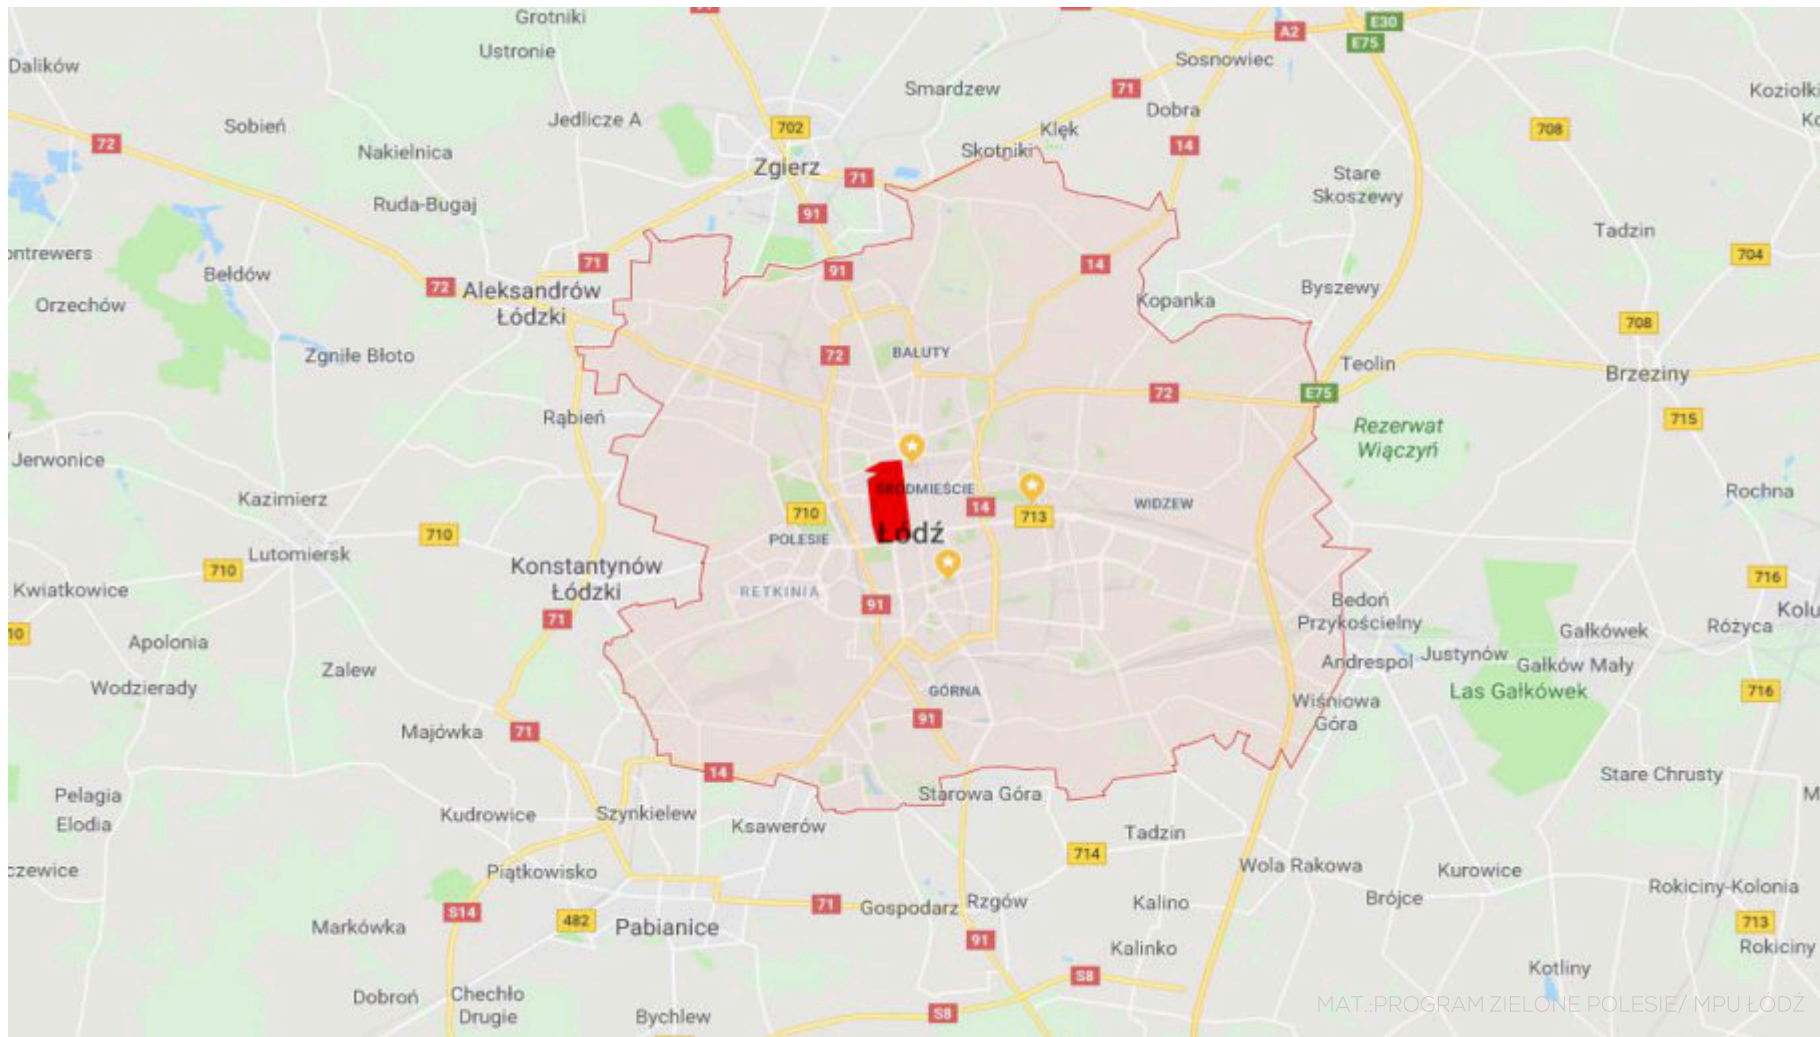 Grotniki
E30
A2
E75
Ustronie
Sosnowiec
Dalików
Smardzew
71
Koziołki
Dobra
Jedlicze A
702
708
Sobień
Klęk
72
14
Nakielnica
Skotniki
Zgierz
71
Stare
Skoszewy
Ruda-Bugaj
91
Tadzin
ontrewers
71
91
14
704
Bełdów
72
Aleksandrów
Łódzki
Kopanka
Byszewy
Orzechów
708
Zgniłe Błoto
72
BAŁUTY
Teolin
Brzeziny
72
E75
Rąbień
715
Rezerwat
Wiączyń
Jerwonice
Kazimierz
ŚRÓDMIEŚCIE
WIDZEW
Rochna
710
14
713
710
Łódź
POLESIE
Lutomiersk
710
Konstantynów
Łódzki
716
Kwiatkowice
RETKINIA
91
Bedoń
Przykościelny
Kolu
71
10
Apolonia
Gałkówek
Różyca
Zalew
Andrespol
Justynów
Gałków Mały
Wodzierady
GÓRNA
Las Gałkówek
716
Wiśniowa
Góra
91
Majówka
71
14
Stare Chrusty
Pelagia
Elodia
Starowa Góra
M
Kudrowice
Szynkielew
Ksawerów
Tadzin
714
czewice
Piątkowisko
Wola Rakowa
Kurowice
Rokiciny-Kolonia
S14
482
71
Gospodarz
Rzgów
Kalino
Brójce
Markówka
Pabianice
713
91
Kalinko
Rokiciny
Kotliny
S8
Dobroń
Chechło
Drugie
Bychlew
S8
MAT.:PROGRAM ZIELONE POLESIE/ MPU ŁÓDŹ